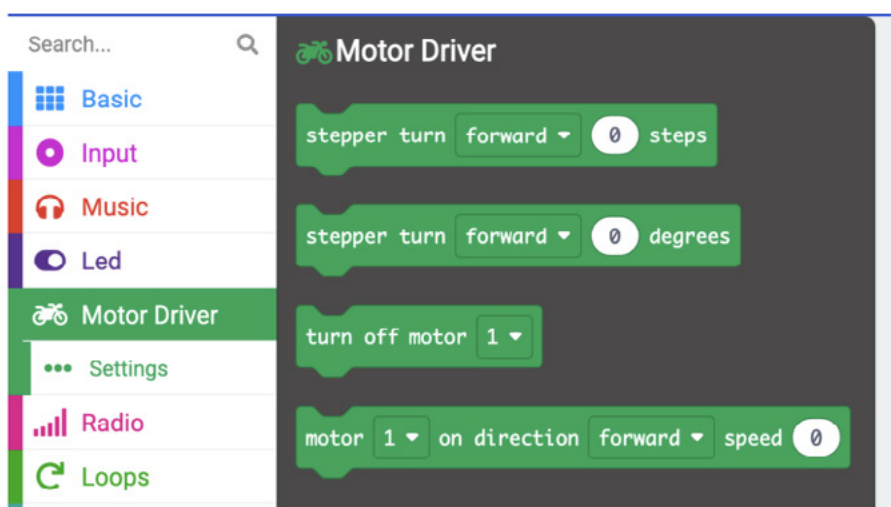 Search...
Basic
Input
Music
Led
Motor Driver
Settings
Radio
Loops
Motor Driver
stepper turn forward 0 steps
stepper turn forward 0 degrees
turn off motor 1
motor 1 on direction forward speed 0